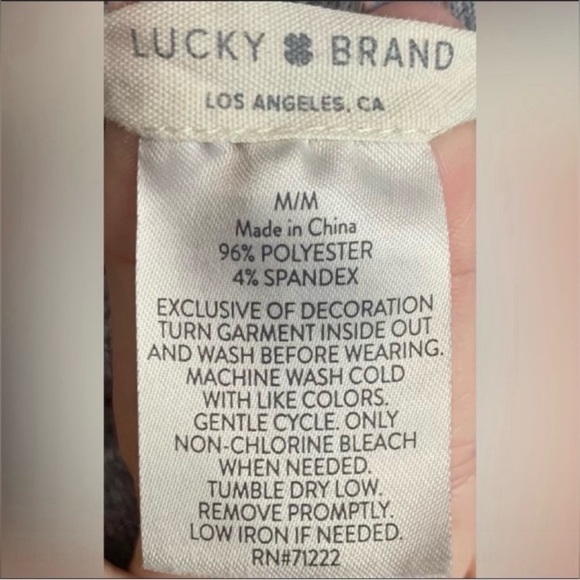 LUCKY BRAND
LOS ANGELES, CA
M/M
Made in China
96% POLYESTER
4% SPANDEX
EXCLUSIVE OF DECORATION
TURN GARMENT INSIDE OUT
AND WASH BEFORE WEARING.
MACHINE WASH COLD
WITH LIKE COLORS.
GENTLE CYCLE. ONLY
NON-CHLORINE BLEACH
WHEN NEEDED.
TUMBLE DRY LOW.
REMOVE PROMPTLY.
LOW IRON IF NEEDED.
RN#71222